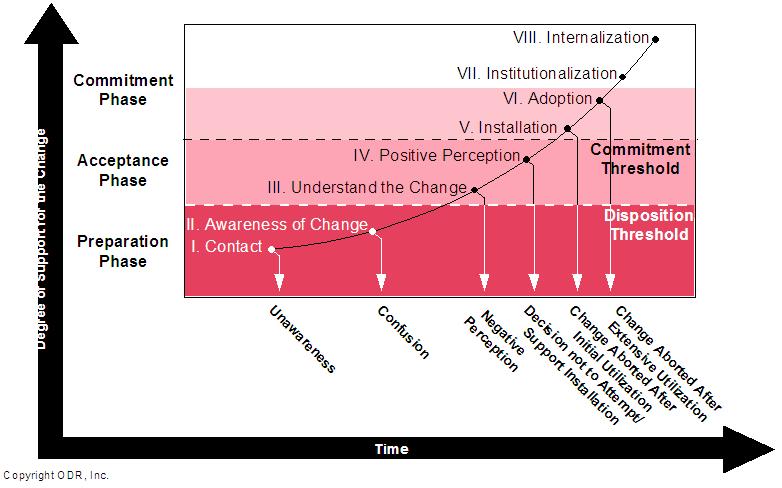 VIII. Internalization
VII. Institutionalization
Commitment
Phase
VI. Adoption
V. Installation
Commitment
Threshold
Acceptance
Phase
IV. Positive Perception
III. Understand the Change
Disposition
Threshold
Preparation
Phase
II. Awareness of Change
I. Contact
Degree of Support for the Change
Unawareness
Confusion
Negative
Perception
Decision not to Attempt/
Support Installation
Change Aborted After
Initial Utilization
Change Aborted After
Extensive Utilization
Time
Copyright ODR, Inc.